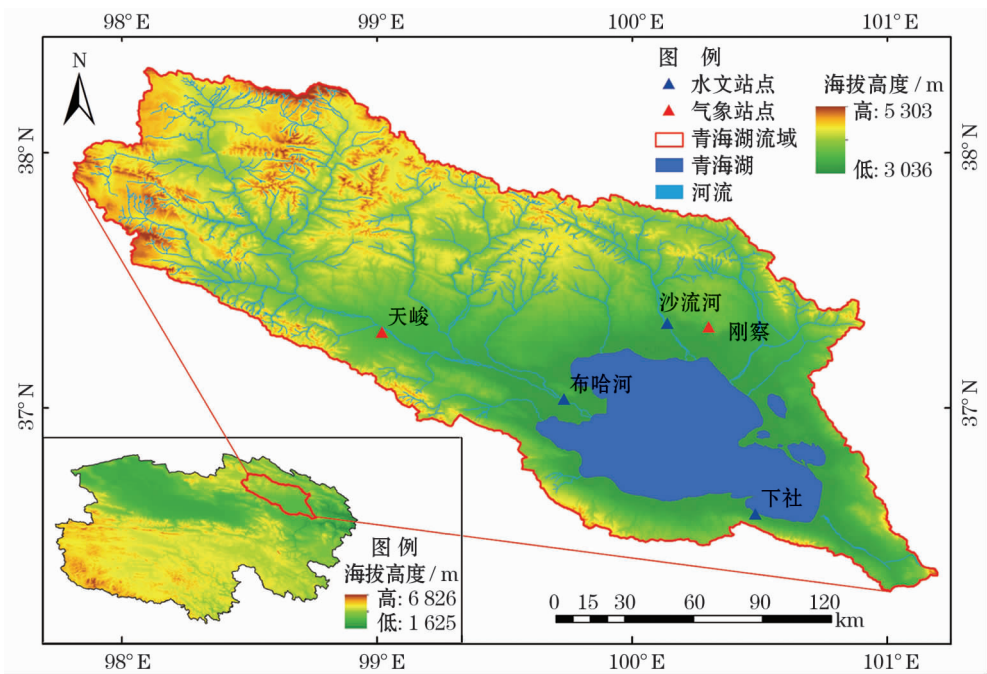 98°E
99°E
100°E
101°E
N
图 例
水文站点
气象站点
青海湖流域
青海湖
河流
海拔高度/m
高: 5 303
低: 3 036
38°N
38°N
天峻
沙流河
刚察
布哈河
37°N
37°N
下社
图 例
海拔高度/m
高: 6 826
低: 1 625
0 15 30 60 90 120
km
98°E
99°E
100°E
101°E